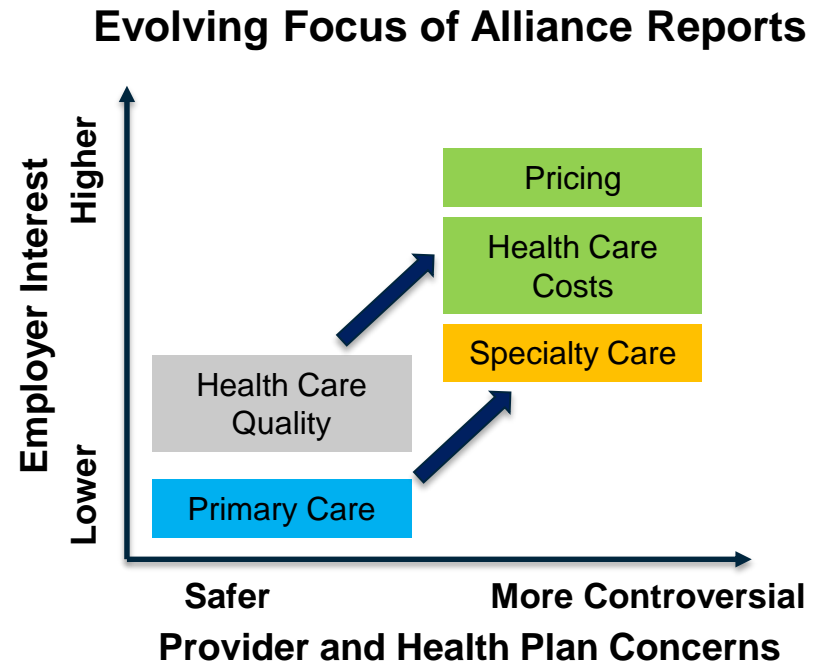 Evolving Focus of Alliance Reports
Employer Interest
Higher
Lower
Pricing
Health Care
Costs
Specialty Care
Health Care
Quality
Primary Care
Safer
More Controversial
Provider and Health Plan Concerns